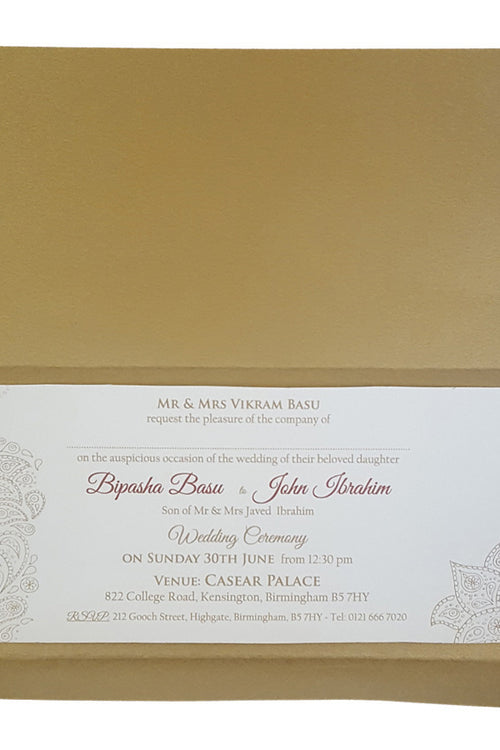 MR & MRS VIKRAM BASU
request the pleasure of the company of
on the auspicious occasion of the wedding of their beloved daughter
Bipasha Basu to John Ibrahim
Son of Mr & Mrs Javed Ibrahim
Wedding Ceremony
ON SUNDAY 30TH JUNE from 12:30 pm
VENUE: CASEAR PALACE
822 College Road, Kensington, Birmingham B5 7HY
R.S.V.P. 212 Gooch Street, Highgate, Birmingham, B5 7HY - Tel: 0121 666 7020